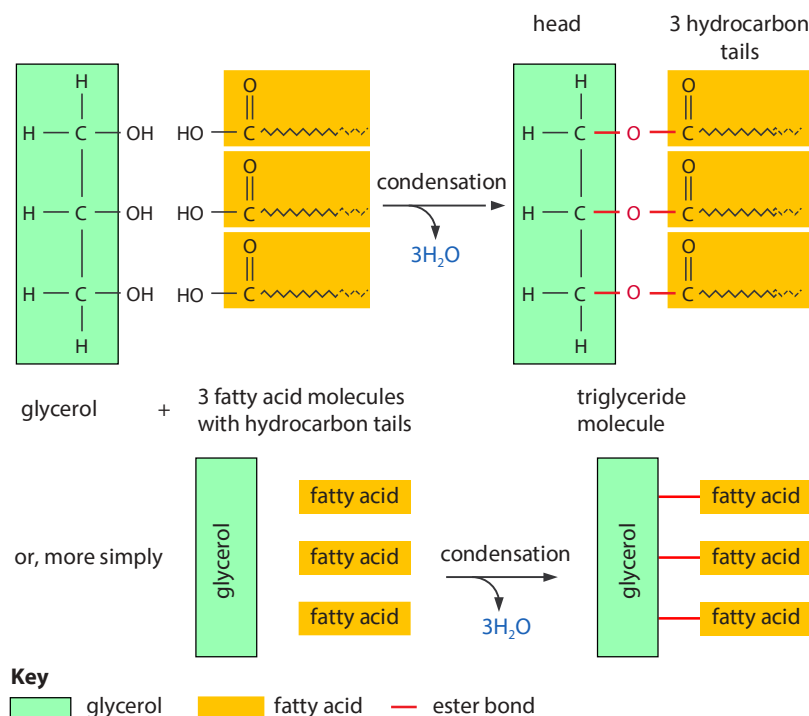 head
3 hydrocarbon
tails
H
O
O
H C OH HO C
H C O C
O
O
H C OH HO C
condensation
H C O C
3H₂O
O
O
H C OH HO C
H C O C
H
H
glycerol + 3 fatty acid molecules
with hydrocarbon tails
triglyceride
molecule
or, more simply
glycerol
fatty acid
fatty acid
fatty acid
condensation
3H₂O
glycerol
fatty acid
fatty acid
fatty acid
Key
glycerol fatty acid ester bond